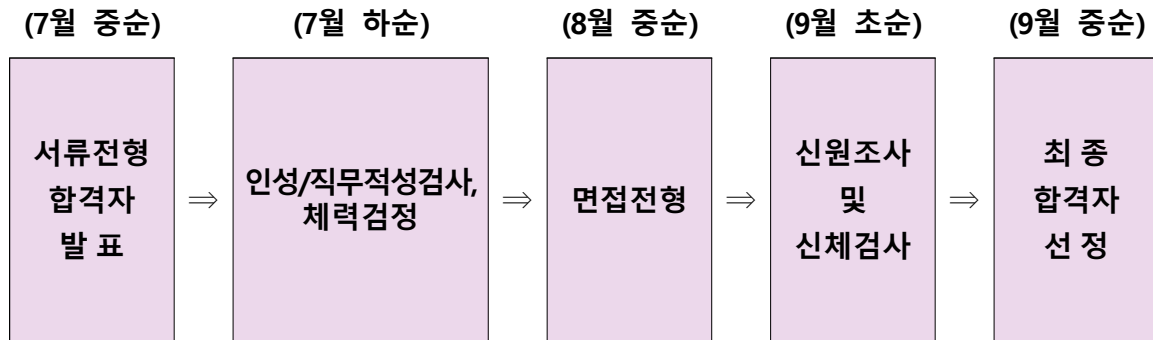 (7월 중순) (7월 하순) (8월 중순) (9월 초순) (9월 중순)
서류전형
합격자
발 표
⇒
인성/직무적성검사,
체력검정
⇒
면접전형
⇒
신원조사
및
신체검사
⇒
최 종
합격자
선 정